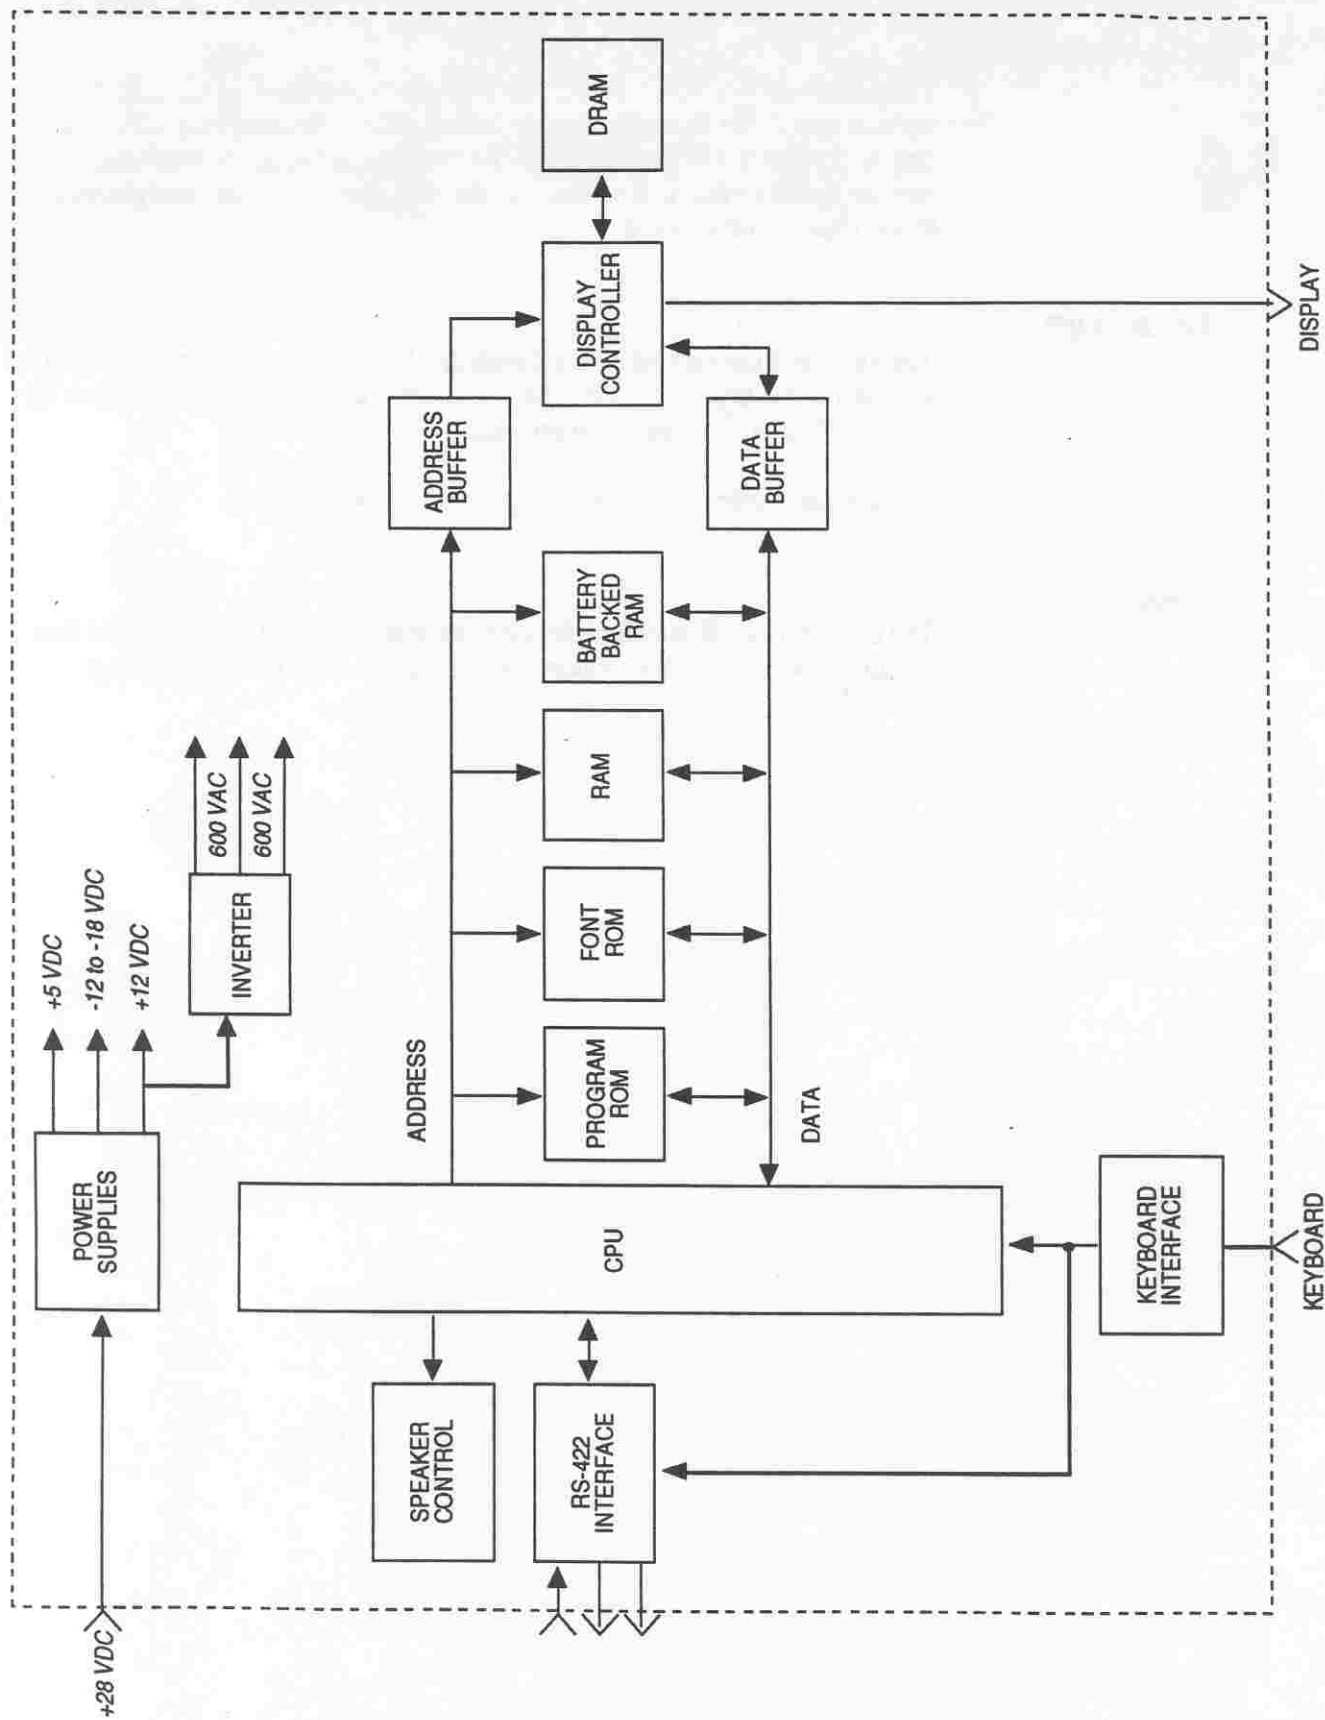 +28 VDC
POWER
SUPPLIES
+5 VDC
-12 to -18 VDC
+12 VDC
INVERTER
600 VAC
600 VAC
SPEAKER
CONTROL
RS-422
INTERFACE
CPU
ADDRESS
PROGRAM
ROM
FONT
ROM
RAM
BATTERY
BACKED
RAM
ADDRESS
BUFFER
DISPLAY
CONTROLLER
DRAM
DATA
DATA
BUFFER
KEYBOARD
INTERFACE
KEYBOARD
DISPLAY